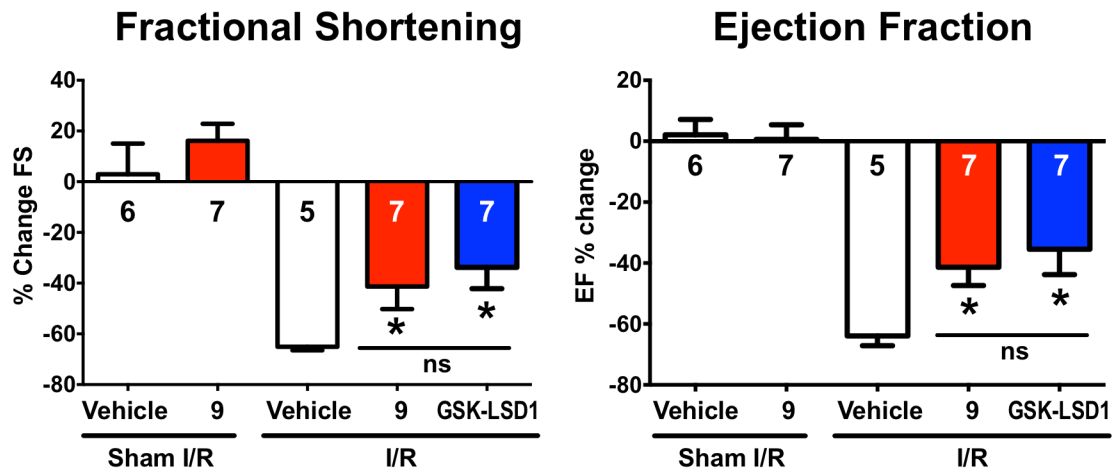 Fractional Shortening
% Change FS
40
20
0
-20
-40
-60
-80
6
7
5
7
7
*
*
ns
Vehicle
9
Vehicle
9
GSK-LSD1
Sham I/R
I/R
Ejection Fraction
EF % change
20
0
-20
-40
-60
-80
6
7
5
7
7
*
*
ns
Vehicle
9
Vehicle
9
GSK-LSD1
Sham I/R
I/R